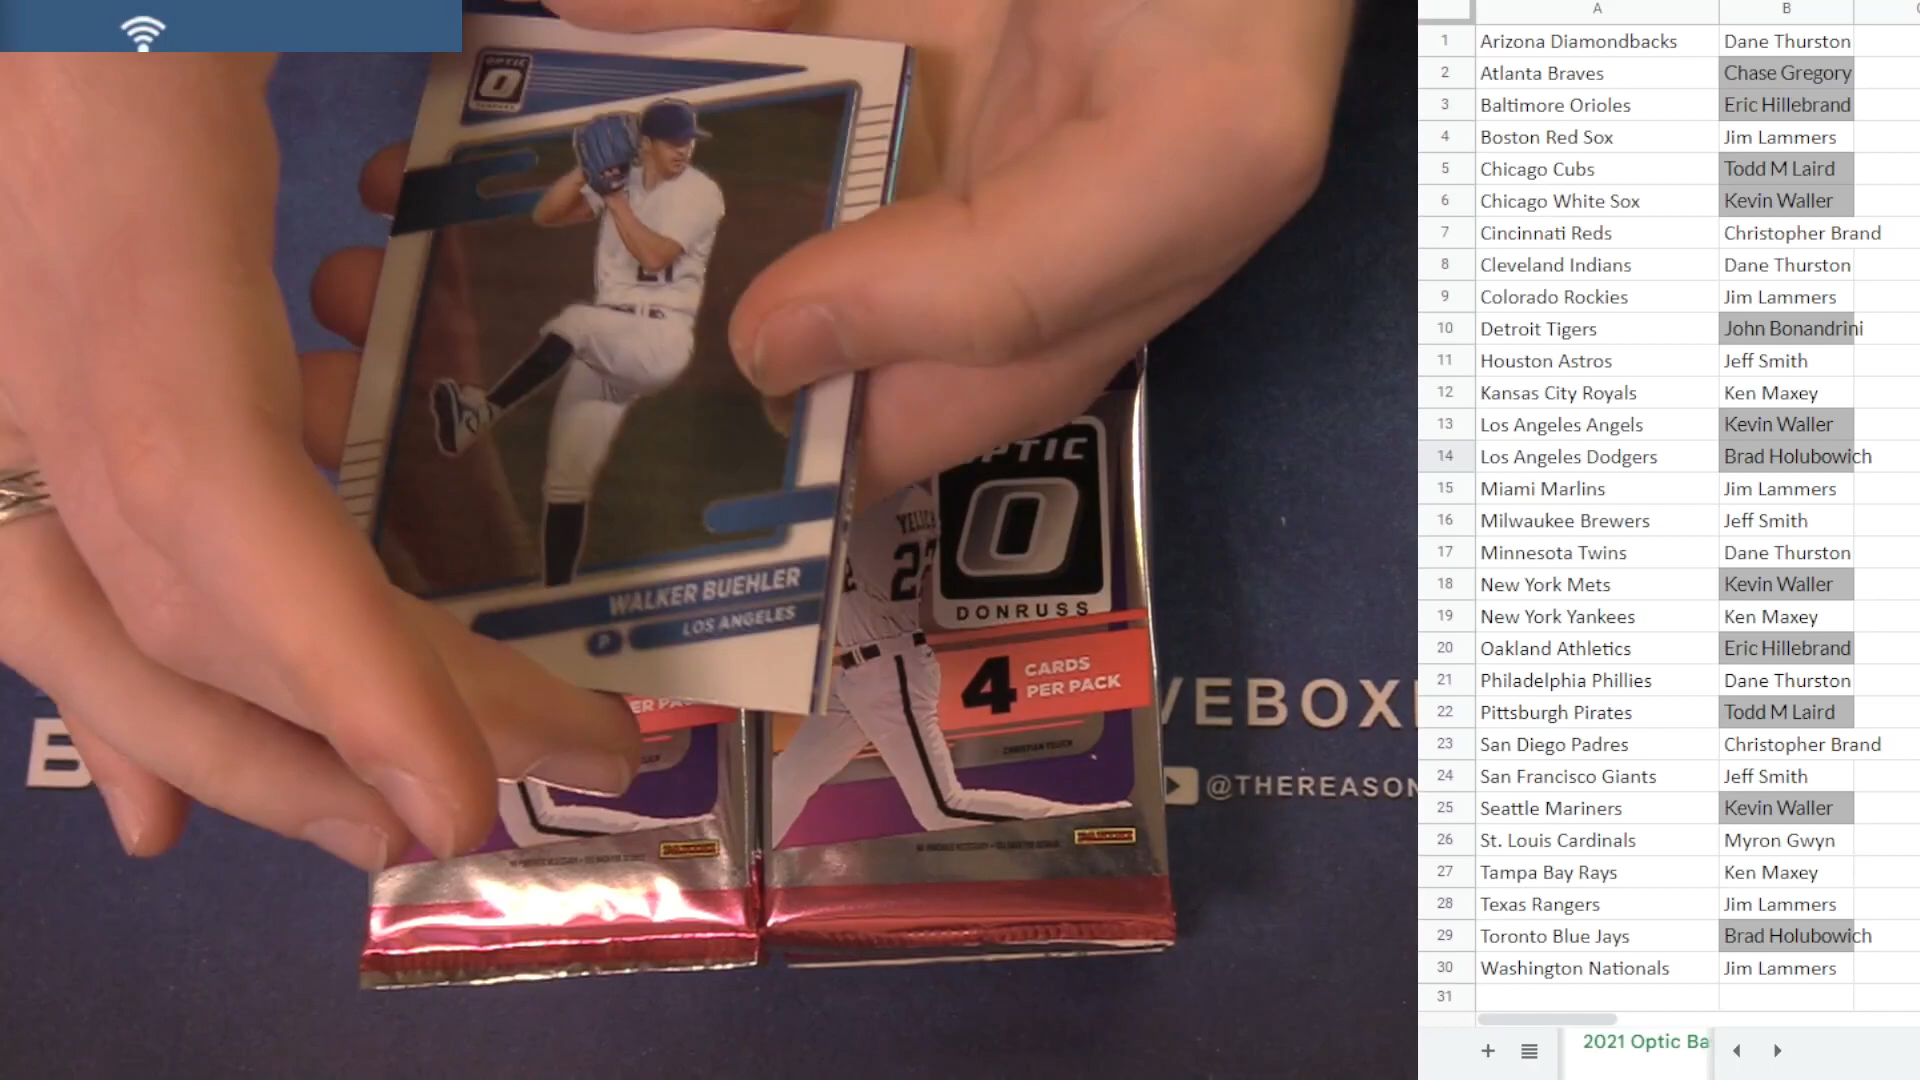 OPTIC
WALKER BUEHLER
P
LOS ANGELES
OPTIC
DONRUSS
YELICH
22
4 CARDS
PER PACK
ER PA
CHRISTIAN YELICH
B
VEBOX
@THEREASON
A B
1 Arizona Diamondbacks Dane Thurston
2 Atlanta Braves Chase Gregory
3 Baltimore Orioles Eric Hillebrand
4 Boston Red Sox Jim Lammers
5 Chicago Cubs Todd M Laird
6 Chicago White Sox Kevin Waller
7 Cincinnati Reds Christopher Brand
8 Cleveland Indians Dane Thurston
9 Colorado Rockies Jim Lammers
10 Detroit Tigers John Bonandrini
11 Houston Astros Jeff Smith
12 Kansas City Royals Ken Maxey
13 Los Angeles Angels Kevin Waller
14 Los Angeles Dodgers Brad Holubowich
15 Miami Marlins Jim Lammers
16 Milwaukee Brewers Jeff Smith
17 Minnesota Twins Dane Thurston
18 New York Mets Kevin Waller
19 New York Yankees Ken Maxey
20 Oakland Athletics Eric Hillebrand
21 Philadelphia Phillies Dane Thurston
22 Pittsburgh Pirates Todd M Laird
23 San Diego Padres Christopher Brand
24 San Francisco Giants Jeff Smith
25 Seattle Mariners Kevin Waller
26 St. Louis Cardinals Myron Gwyn
27 Tampa Bay Rays Ken Maxey
28 Texas Rangers Jim Lammers
29 Toronto Blue Jays Brad Holubowich
30 Washington Nationals Jim Lammers
31
2021 Optic Ba